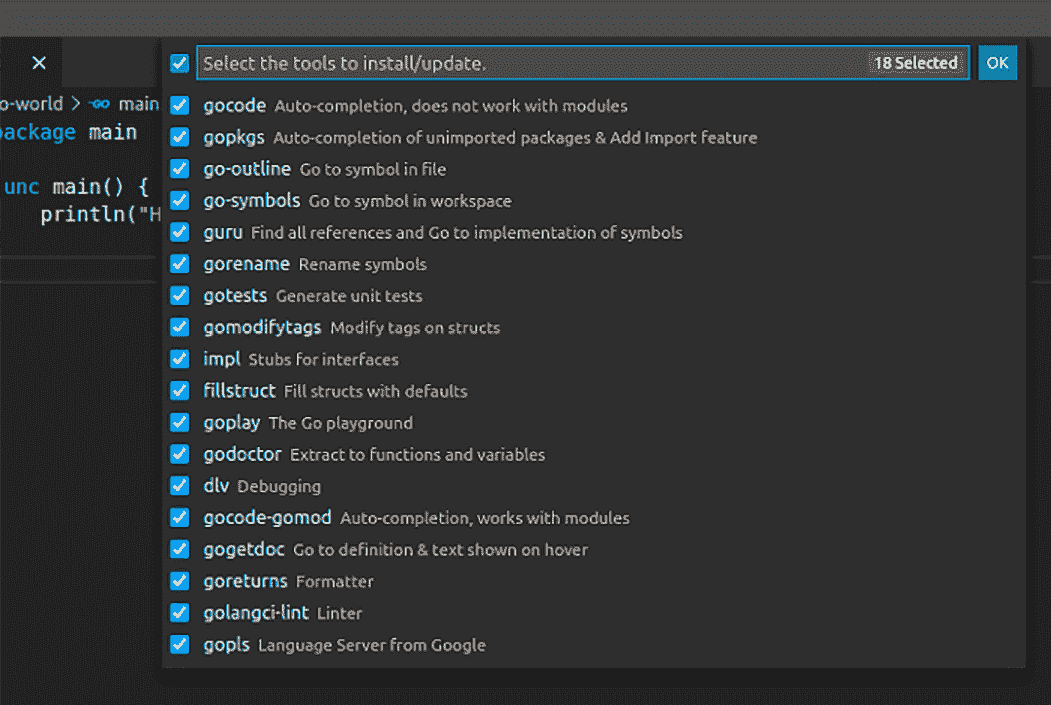 Select the tools to install/update. 18 Selected OK
o-world > main
gocode Auto-completion, does not work with modules
package main
gopkgs Auto-completion of unimported packages & Add Import feature
go-outline Go to symbol in file
unc main() {
go-symbols Go to symbol in workspace
println("H
guru Find all references and Go to implementation of symbols
gorename Rename symbols
gotests Generate unit tests
gomodifytags Modify tags on structs
impl Stubs for interfaces
fillstruct Fill structs with defaults
goplay The Go playground
godoctor Extract to functions and variables
dlv Debugging
gocode-gomod Auto-completion, works with modules
gogetdoc Go to definition & text shown on hover
goreturns Formatter
golangci-lint Linter
gopls Language Server from Google